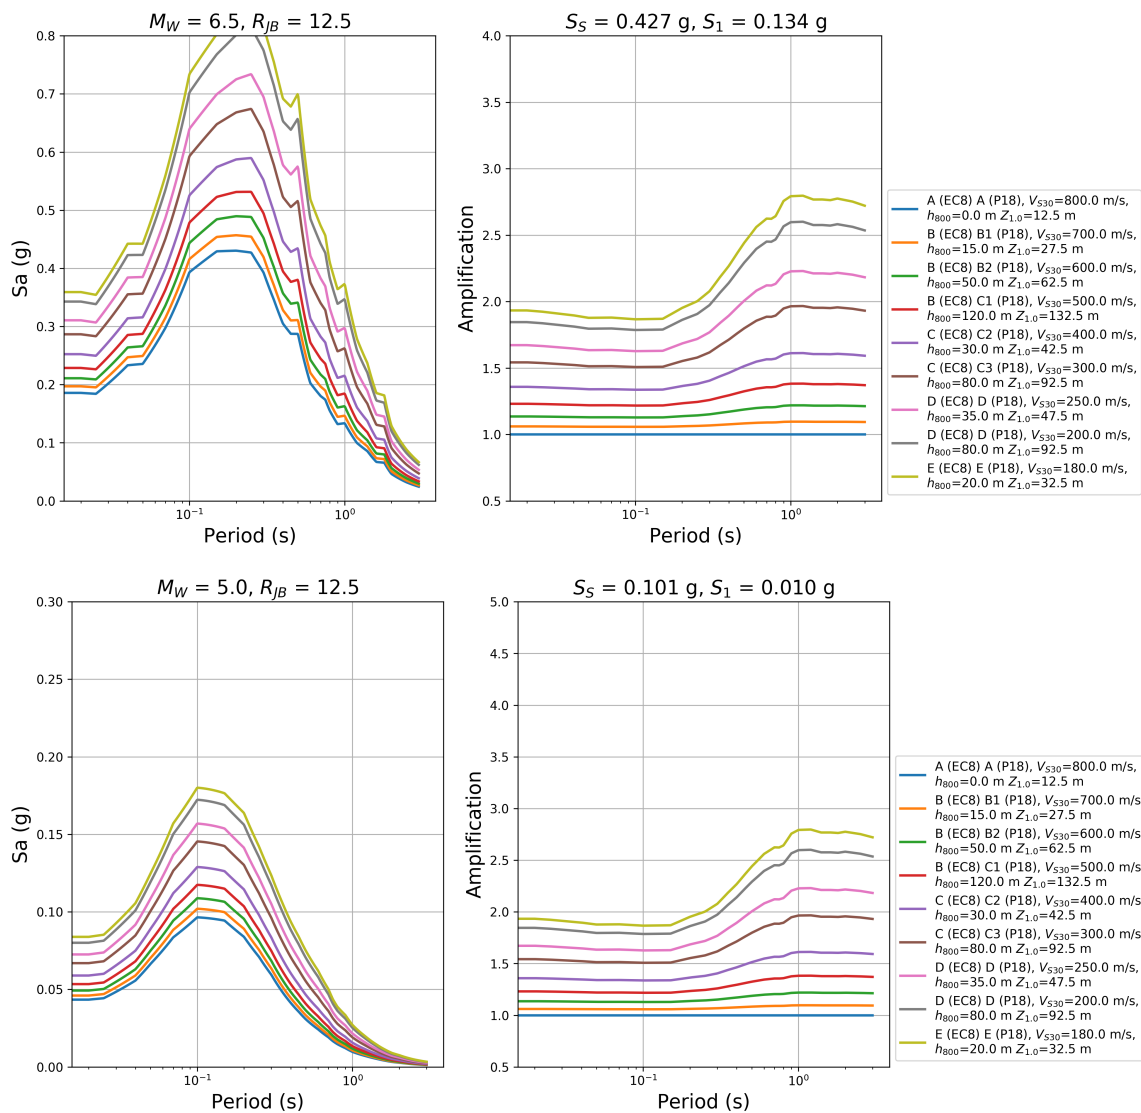 M_W = 6.5, R_JB = 12.5
S_S = 0.427 g, S_1 = 0.134 g
0.8
0.7
0.6
0.5
0.4
0.3
0.2
0.1
0.0
Sa (g)
10⁻¹ 10⁰
Period (s)
4.0
3.5
3.0
2.5
2.0
1.5
1.0
0.5
Amplification
10⁻¹ 10⁰
Period (s)
A (EC8) A (P18), V_S30=800.0 m/s,
h_800=0.0 m Z_1.0=12.5 m
B (EC8) B1 (P18), V_S30=700.0 m/s,
h_800=15.0 m Z_1.0=27.5 m
B (EC8) B2 (P18), V_S30=600.0 m/s,
h_800=50.0 m Z_1.0=62.5 m
B (EC8) C1 (P18), V_S30=500.0 m/s,
h_800=120.0 m Z_1.0=132.5 m
C (EC8) C2 (P18), V_S30=400.0 m/s,
h_800=30.0 m Z_1.0=42.5 m
C (EC8) C3 (P18), V_S30=300.0 m/s,
h_800=80.0 m Z_1.0=92.5 m
D (EC8) D (P18), V_S30=250.0 m/s,
h_800=35.0 m Z_1.0=47.5 m
D (EC8) D (P18), V_S30=200.0 m/s,
h_800=80.0 m Z_1.0=92.5 m
E (EC8) E (P18), V_S30=180.0 m/s,
h_800=20.0 m Z_1.0=32.5 m
M_W = 5.0, R_JB = 12.5
S_S = 0.101 g, S_1 = 0.010 g
0.30
0.25
0.20
0.15
0.10
0.05
0.00
Sa (g)
10⁻¹ 10⁰
Period (s)
5.0
4.5
4.0
3.5
3.0
2.5
2.0
1.5
1.0
0.5
Amplification
10⁻¹ 10⁰
Period (s)
A (EC8) A (P18), V_S30=800.0 m/s,
h_800=0.0 m Z_1.0=12.5 m
B (EC8) B1 (P18), V_S30=700.0 m/s,
h_800=15.0 m Z_1.0=27.5 m
B (EC8) B2 (P18), V_S30=600.0 m/s,
h_800=50.0 m Z_1.0=62.5 m
B (EC8) C1 (P18), V_S30=500.0 m/s,
h_800=120.0 m Z_1.0=132.5 m
C (EC8) C2 (P18), V_S30=400.0 m/s,
h_800=30.0 m Z_1.0=42.5 m
C (EC8) C3 (P18), V_S30=300.0 m/s,
h_800=80.0 m Z_1.0=92.5 m
D (EC8) D (P18), V_S30=250.0 m/s,
h_800=35.0 m Z_1.0=47.5 m
D (EC8) D (P18), V_S30=200.0 m/s,
h_800=80.0 m Z_1.0=92.5 m
E (EC8) E (P18), V_S30=180.0 m/s,
h_800=20.0 m Z_1.0=32.5 m